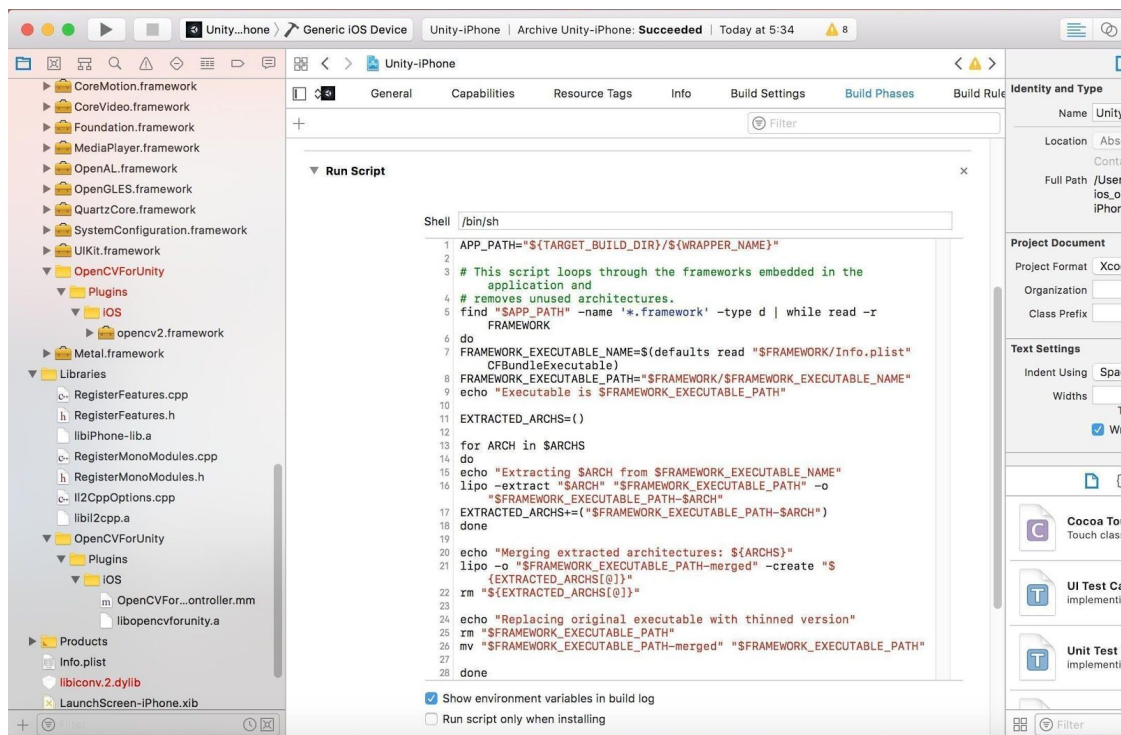 Unity...hone
Generic iOS Device
Unity-iPhone | Archive Unity-iPhone: Succeeded | Today at 5:34
8
Unity-iPhone
General Capabilities Resource Tags Info Build Settings Build Phases Build Rule
Filter
CoreMotion.framework
CoreVideo.framework
Foundation.framework
MediaPlayer.framework
OpenAL.framework
OpenGLES.framework
QuartzCore.framework
SystemConfiguration.framework
UIKit.framework
OpenCVForUnity
Plugins
iOS
opencv2.framework
Metal.framework
Libraries
RegisterFeatures.cpp
RegisterFeatures.h
libiPhone-lib.a
RegisterMonoModules.cpp
RegisterMonoModules.h
Il2CppOptions.cpp
libil2cpp.a
OpenCVForUnity
Plugins
iOS
OpenCVFor...ontroller.mm
libopencvforunity.a
Products
Info.plist
libiconv.2.dylib
LaunchScreen-iPhone.xib
Filter
Run Script
Shell /bin/sh
1 APP_PATH="${TARGET_BUILD_DIR}/${WRAPPER_NAME}"
2
3 # This script loops through the frameworks embedded in the
application and
4 # removes unused architectures.
5 find "$APP_PATH" -name '*.framework' -type d | while read -r
FRAMEWORK
6 do
7 FRAMEWORK_EXECUTABLE_NAME=$(defaults read "$FRAMEWORK/Info.plist"
CFBundleExecutable)
8 FRAMEWORK_EXECUTABLE_PATH="$FRAMEWORK/$FRAMEWORK_EXECUTABLE_NAME"
9 echo "Executable is $FRAMEWORK_EXECUTABLE_PATH"
10
11 EXTRACTED_ARCHS=()
12
13 for ARCH in $ARCHS
14 do
15 echo "Extracting $ARCH from $FRAMEWORK_EXECUTABLE_NAME"
16 lipo -extract "$ARCH" "$FRAMEWORK_EXECUTABLE_PATH" -o
"$FRAMEWORK_EXECUTABLE_PATH-$ARCH"
17 EXTRACTED_ARCHS+=("$FRAMEWORK_EXECUTABLE_PATH-$ARCH")
18 done
19
20 echo "Merging extracted architectures: ${ARCHS}"
21 lipo -o "$FRAMEWORK_EXECUTABLE_PATH-merged" -create "$
{EXTRACTED_ARCHS[@]}"
22 rm "${EXTRACTED_ARCHS[@]}"
23
24 echo "Replacing original executable with thinned version"
25 rm "$FRAMEWORK_EXECUTABLE_PATH"
26 mv "$FRAMEWORK_EXECUTABLE_PATH-merged" "$FRAMEWORK_EXECUTABLE_PATH"
27
28 done
Show environment variables in build log
Run script only when installing
Identity and Type
Name Unity
Location Abs
Conta
Full Path /User
ios_o
iPhon
Project Document
Project Format Xco
Organization
Class Prefix
Text Settings
Indent Using Spa
Widths
T
Wr
C
Cocoa Tou
Touch clas
T
UI Test Ca
implementi
T
Unit Test
implementi
Filter